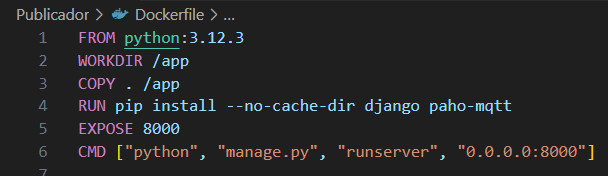 Publicador > Dockerfile > ...
1 FROM python:3.12.3
2 WORKDIR /app
3 COPY . /app
4 RUN pip install --no-cache-dir django paho-mqtt
5 EXPOSE 8000
6 CMD ["python", "manage.py", "runserver", "0.0.0.0:8000"]
7